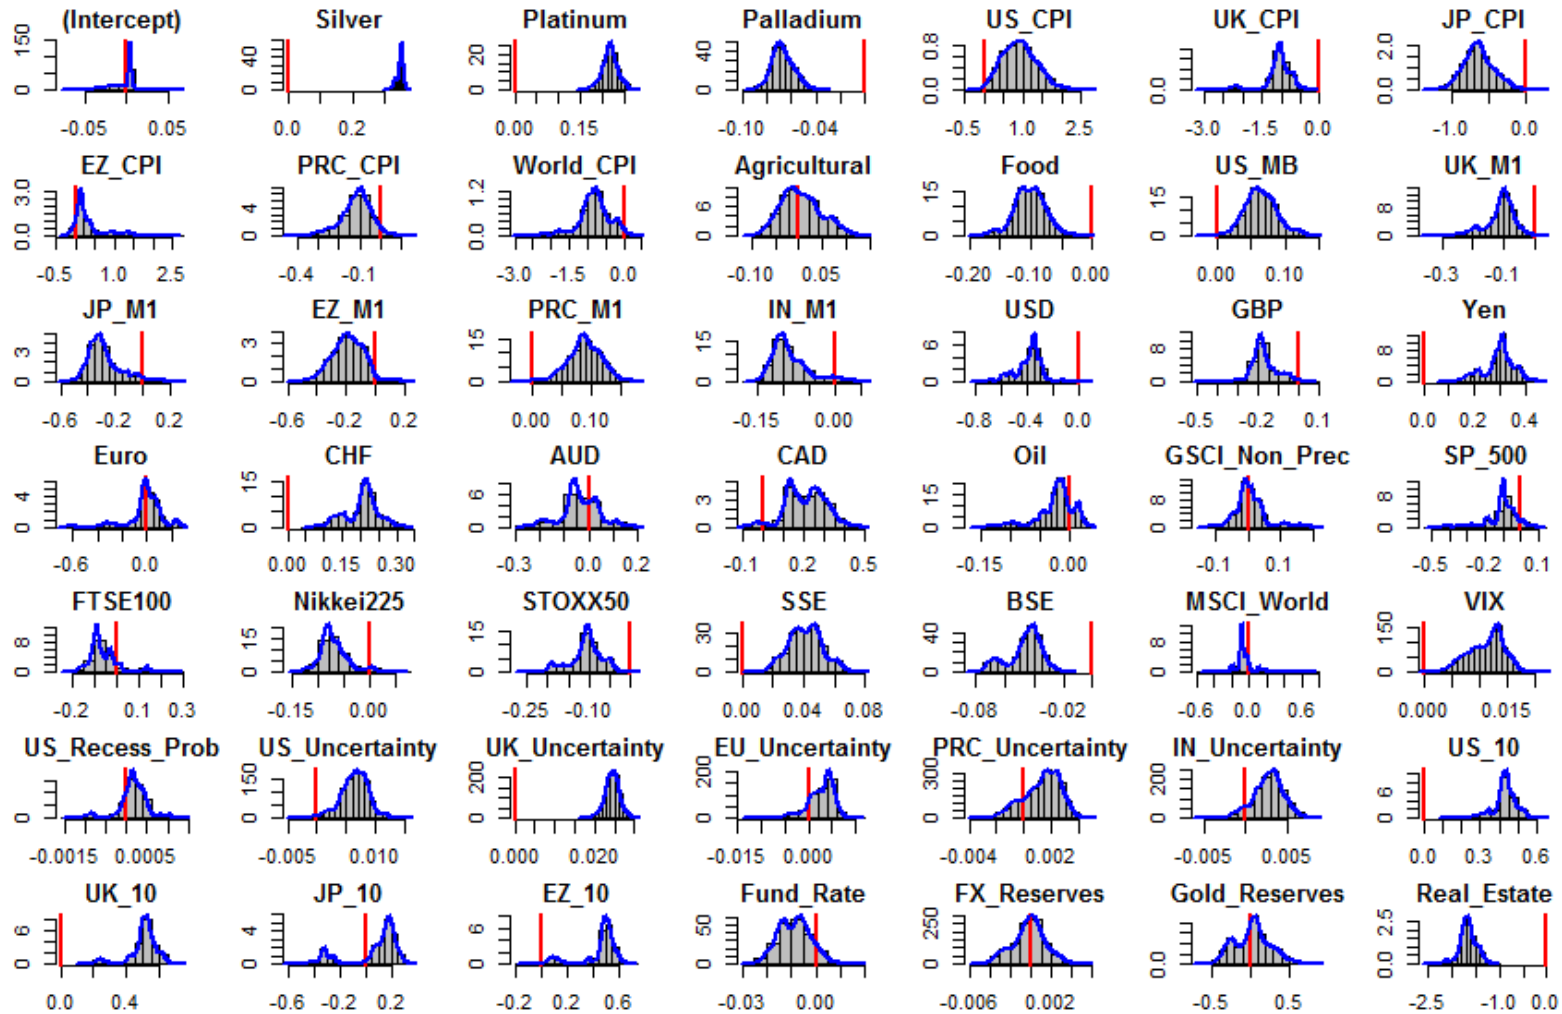 (Intercept) Silver Platinum Palladium US_CPI UK_CPI JP_CPI
150 40 20 40 0.8 2.0
0 0 0 0 0.0 0.0 0.0
-0.05 0.05 0.0 0.2 0.00 0.15 -0.10 -0.04 -0.5 1.0 2.5 -3.0 -1.5 0.0 -1.0 0.0
EZ_CPI PRC_CPI World_CPI Agricultural Food US_MB UK_M1
3.0 4 1.2 6 15 15 8
0.0 0 0.0 0 0 0 0
-0.5 1.0 2.5 -0.4 -0.1 -3.0 -1.5 0.0 -0.10 0.05 -0.20 -0.10 0.00 0.00 0.10 -0.3 -0.1
JP_M1 EZ_M1 PRC_M1 IN_M1 USD GBP Yen
3 3 15 15 6 8 8
0 0 0 0 0 0 0
-0.6 -0.2 0.2 -0.6 -0.2 0.2 0.00 0.10 -0.15 0.00 -0.8 -0.4 0.0 -0.5 -0.2 0.1 0.0 0.2 0.4
Euro CHF AUD CAD Oil GSCI_Non_Prec SP_500
4 15 6 3 15 8 8
0 0 0 0 0 0 0
-0.6 0.0 0.00 0.15 0.30 -0.3 0.0 0.2 -0.1 0.2 0.5 -0.15 0.00 -0.1 0.1 -0.5 -0.2 0.1
FTSE100 Nikkei225 STOXX50 SSE BSE MSCI_World VIX
8 15 15 30 40 8 150
0 0 0 0 0 0 0
-0.2 0.1 0.3 -0.15 0.00 -0.25 -0.10 0.00 0.04 0.08 -0.08 -0.02 -0.6 0.0 0.6 0.000 0.015
US_Recess_Prob US_Uncertainty UK_Uncertainty EU_Uncertainty PRC_Uncertainty IN_Uncertainty US_10
150 200 200 300 200 6
0 0 0 0 0 0 0
-0.0015 0.0005 -0.005 0.010 0.000 0.020 -0.015 0.000 -0.004 0.002 -0.005 0.005 0.0 0.3 0.6
UK_10 JP_10 EZ_10 Fund_Rate FX_Reserves Gold_Reserves Real_Estate
6 4 6 50 250 2.5
0 0 0 0 0 0.0 0.0
0.0 0.4 -0.6 -0.2 0.2 -0.2 0.2 0.6 -0.03 0.00 -0.006 0.002 -0.5 0.5 -2.5 -1.0 0.0